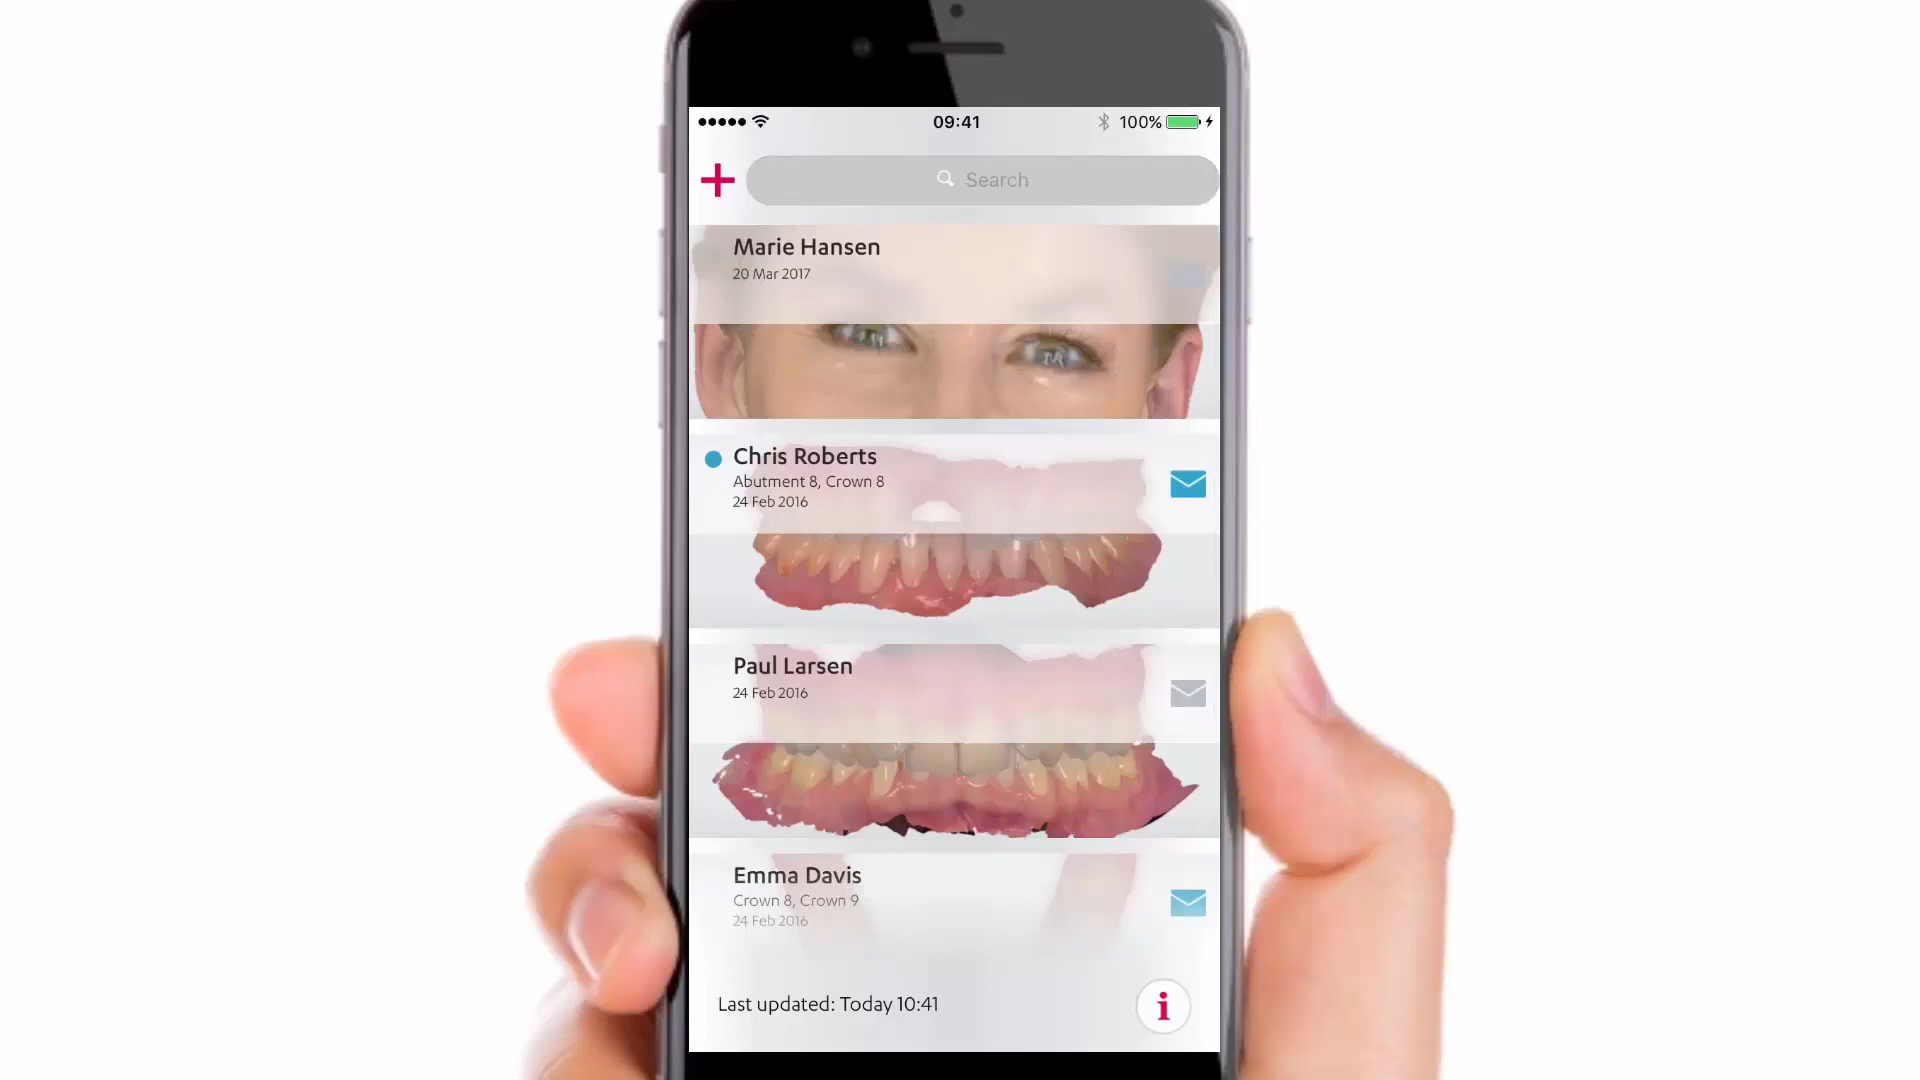 09:41
100%
Search
Marie Hansen
20 Mar 2017
Chris Roberts
Abutment 8, Crown 8
24 Feb 2016
Paul Larsen
24 Feb 2016
Emma Davis
Crown 8, Crown 9
24 Feb 2016
Last updated: Today 10:41
i